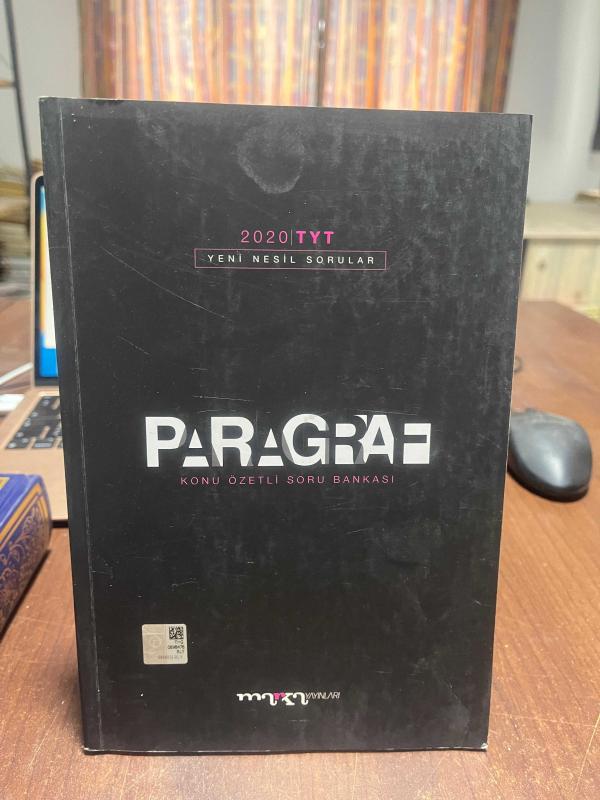 2020|TYT
YENİ NESİL SORULAR
PARAGRAF
KONU ÖZETLİ SORU BANKASI
YAYINLARI